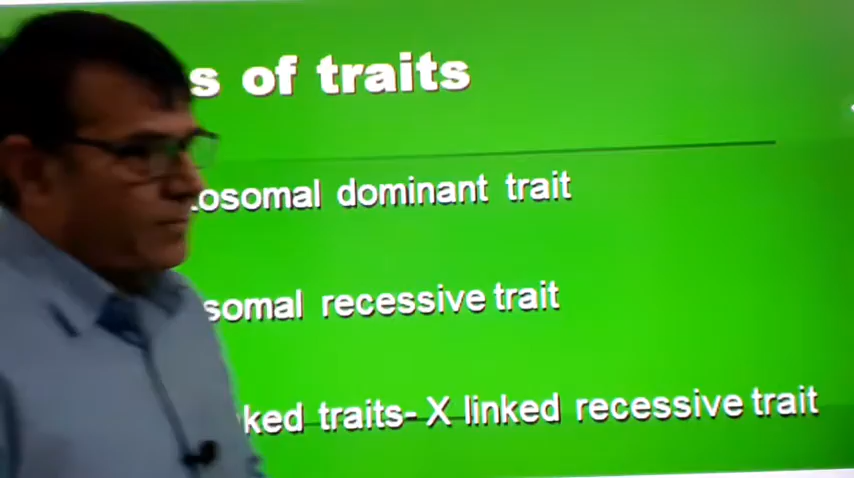 s of traits
osomal dominant trait
somal recessive trait
ked traits- X linked recessive trait